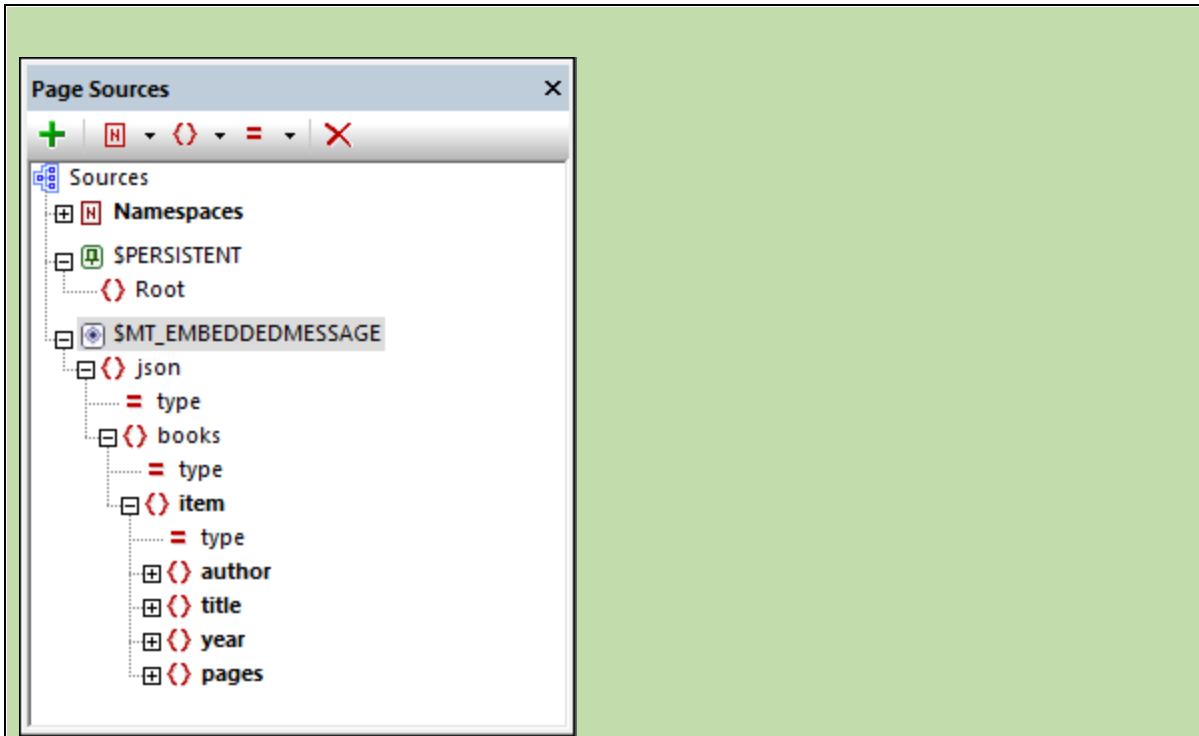 Page Sources
Sources
Namespaces
$PERSISTENT
Root
$MT_EMBEDDEDMESSAGE
json
type
books
type
item
type
author
title
year
pages